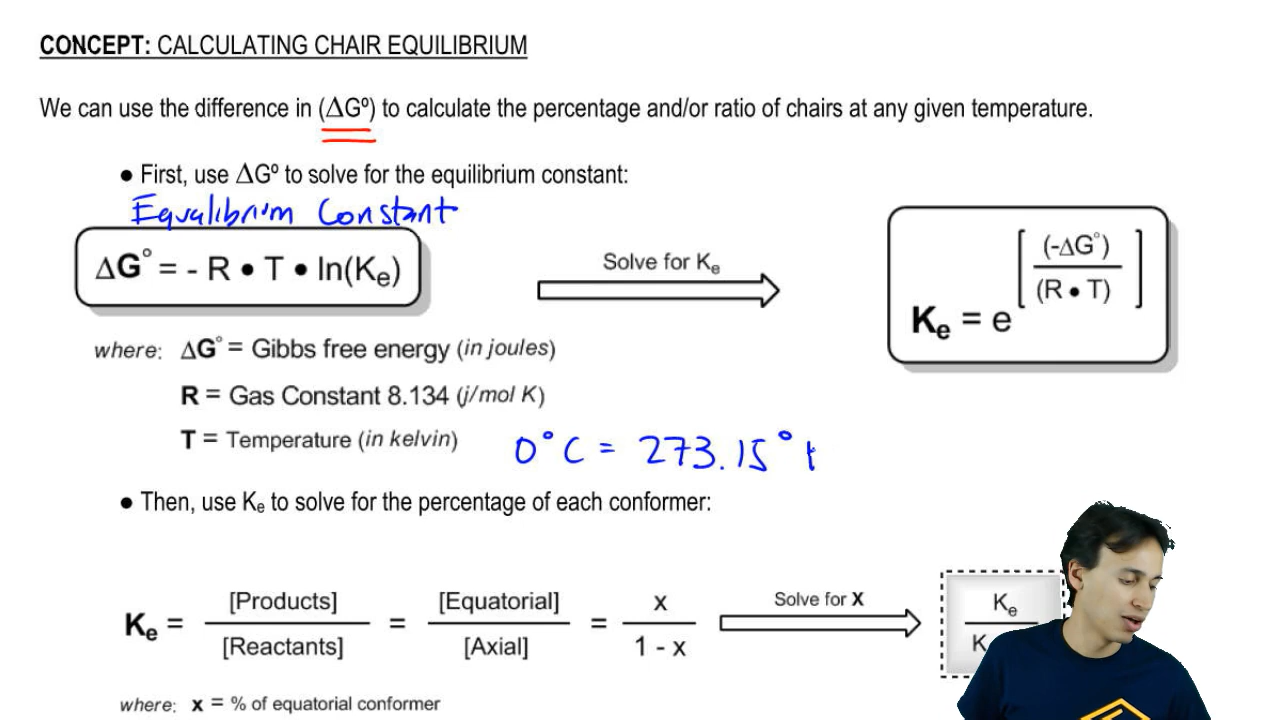 CONCEPT: CALCULATING CHAIR EQUILIBRIUM
We can use the difference in (ΔGº) to calculate the percentage and/or ratio of chairs at any given temperature.
● First, use ΔGº to solve for the equilibrium constant:
Equalibrium Constant
ΔG° = - R • T • ln(Ke)
Solve for Ke
Ke = e[(-ΔG°)/(R • T)]
where: ΔG° = Gibbs free energy (in joules)
R = Gas Constant 8.134 (j/mol K)
T = Temperature (in kelvin)
0°C = 273.15°
● Then, use Ke to solve for the percentage of each conformer:
Ke = [Products]/[Reactants] = [Equatorial]/[Axial] = x/1 - x
Solve for X
Ke
K
where: x = % of equatorial conformer